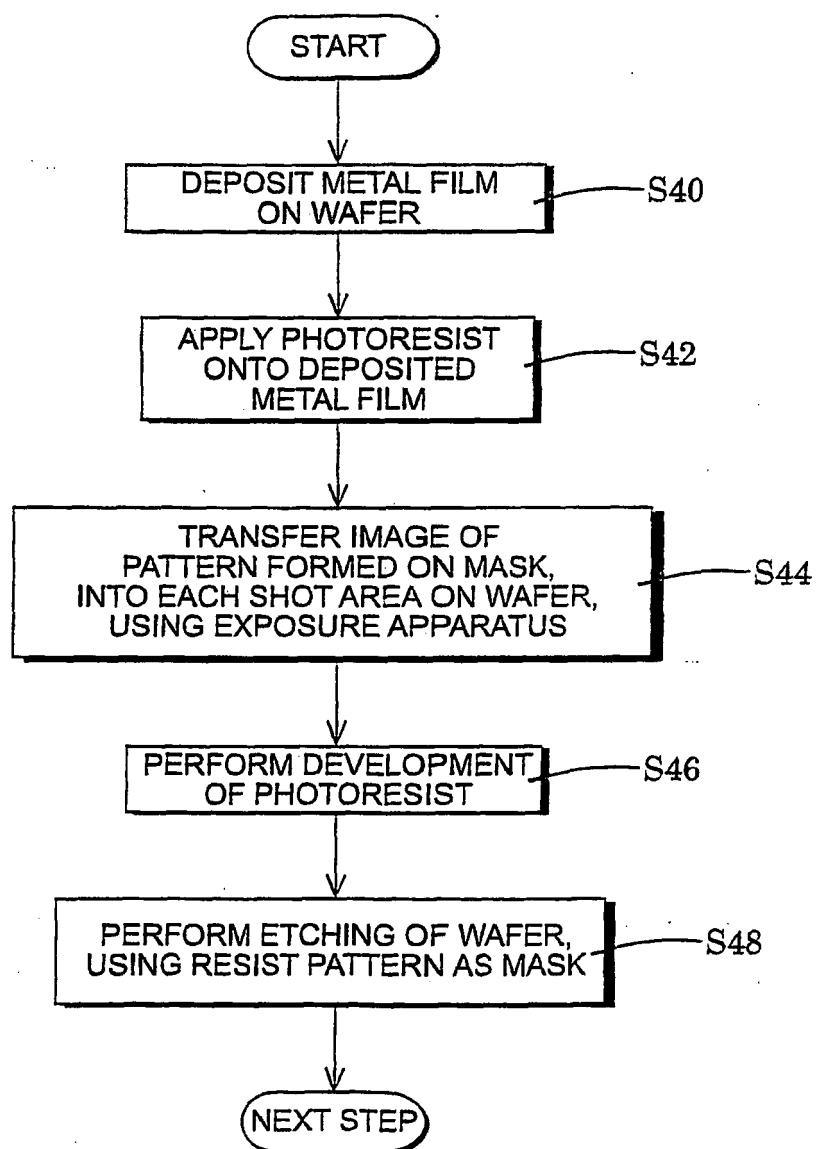 START
DEPOSIT METAL FILM
ON WAFER
S40
APPLY PHOTORESIST
ONTO DEPOSITED
METAL FILM
S42
TRANSFER IMAGE OF
PATTERN FORMED ON MASK,
INTO EACH SHOT AREA ON WAFER,
USING EXPOSURE APPARATUS
S44
PERFORM DEVELOPMENT
OF PHOTORESIST
S46
PERFORM ETCHING OF WAFER,
USING RESIST PATTERN AS MASK
S48
NEXT STEP